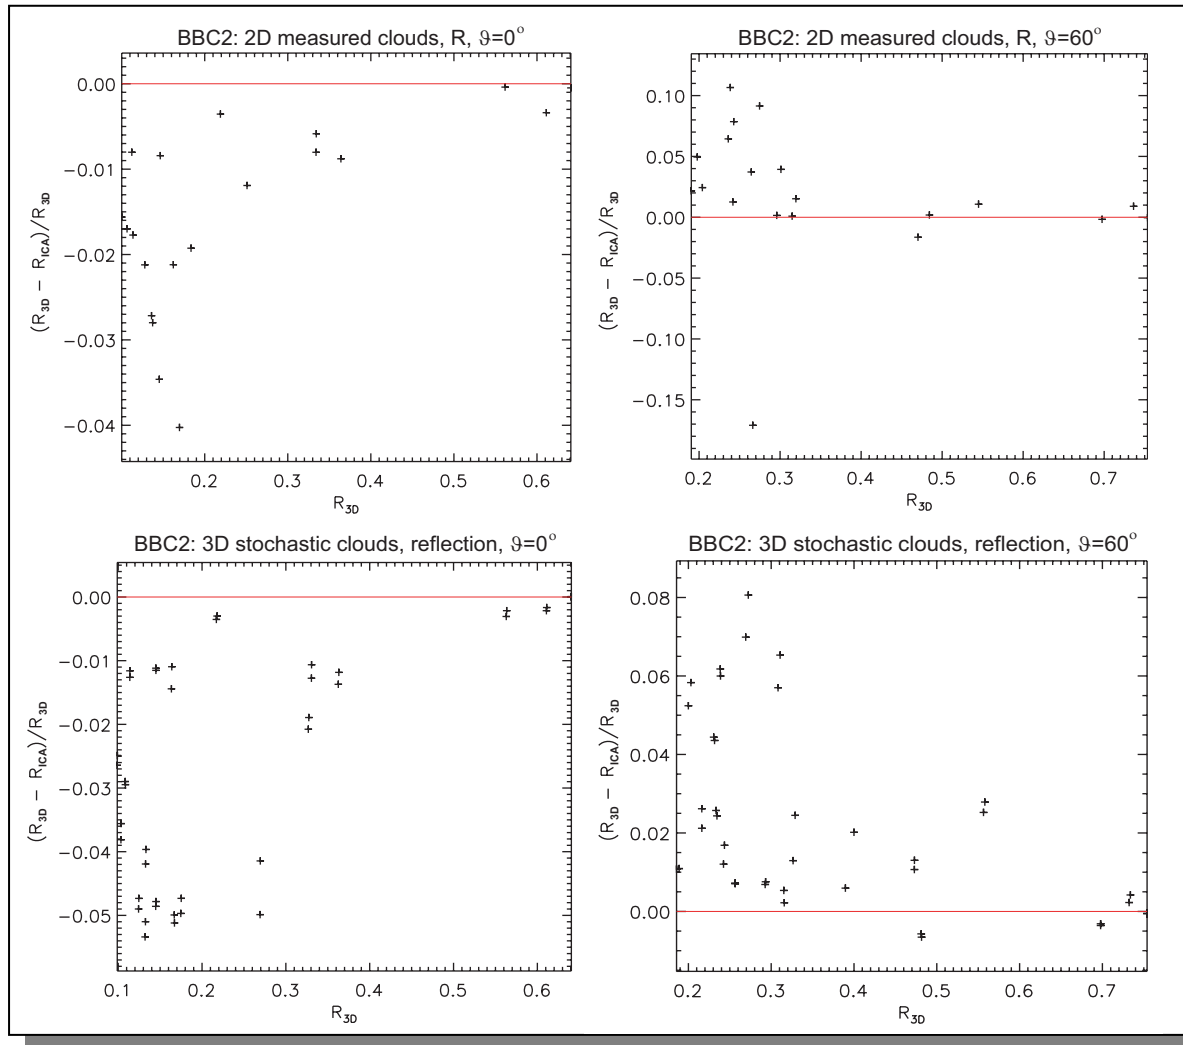 BBC2: 2D measured clouds, R, ϑ=0°
0.00
−0.01
−0.02
−0.03
−0.04
(R3D − RICA)/R3D
0.2 0.3 0.4 0.5 0.6
R3D
BBC2: 2D measured clouds, R, ϑ=60°
0.10
0.05
0.00
−0.05
−0.10
−0.15
(R3D − RICA)/R3D
0.2 0.3 0.4 0.5 0.6 0.7
R3D
BBC2: 3D stochastic clouds, reflection, ϑ=0°
0.00
−0.01
−0.02
−0.03
−0.04
−0.05
(R3D − RICA)/R3D
0.1 0.2 0.3 0.4 0.5 0.6
R3D
BBC2: 3D stochastic clouds, reflection, ϑ=60°
0.08
0.06
0.04
0.02
0.00
(R3D − RICA)/R3D
0.2 0.3 0.4 0.5 0.6 0.7
R3D